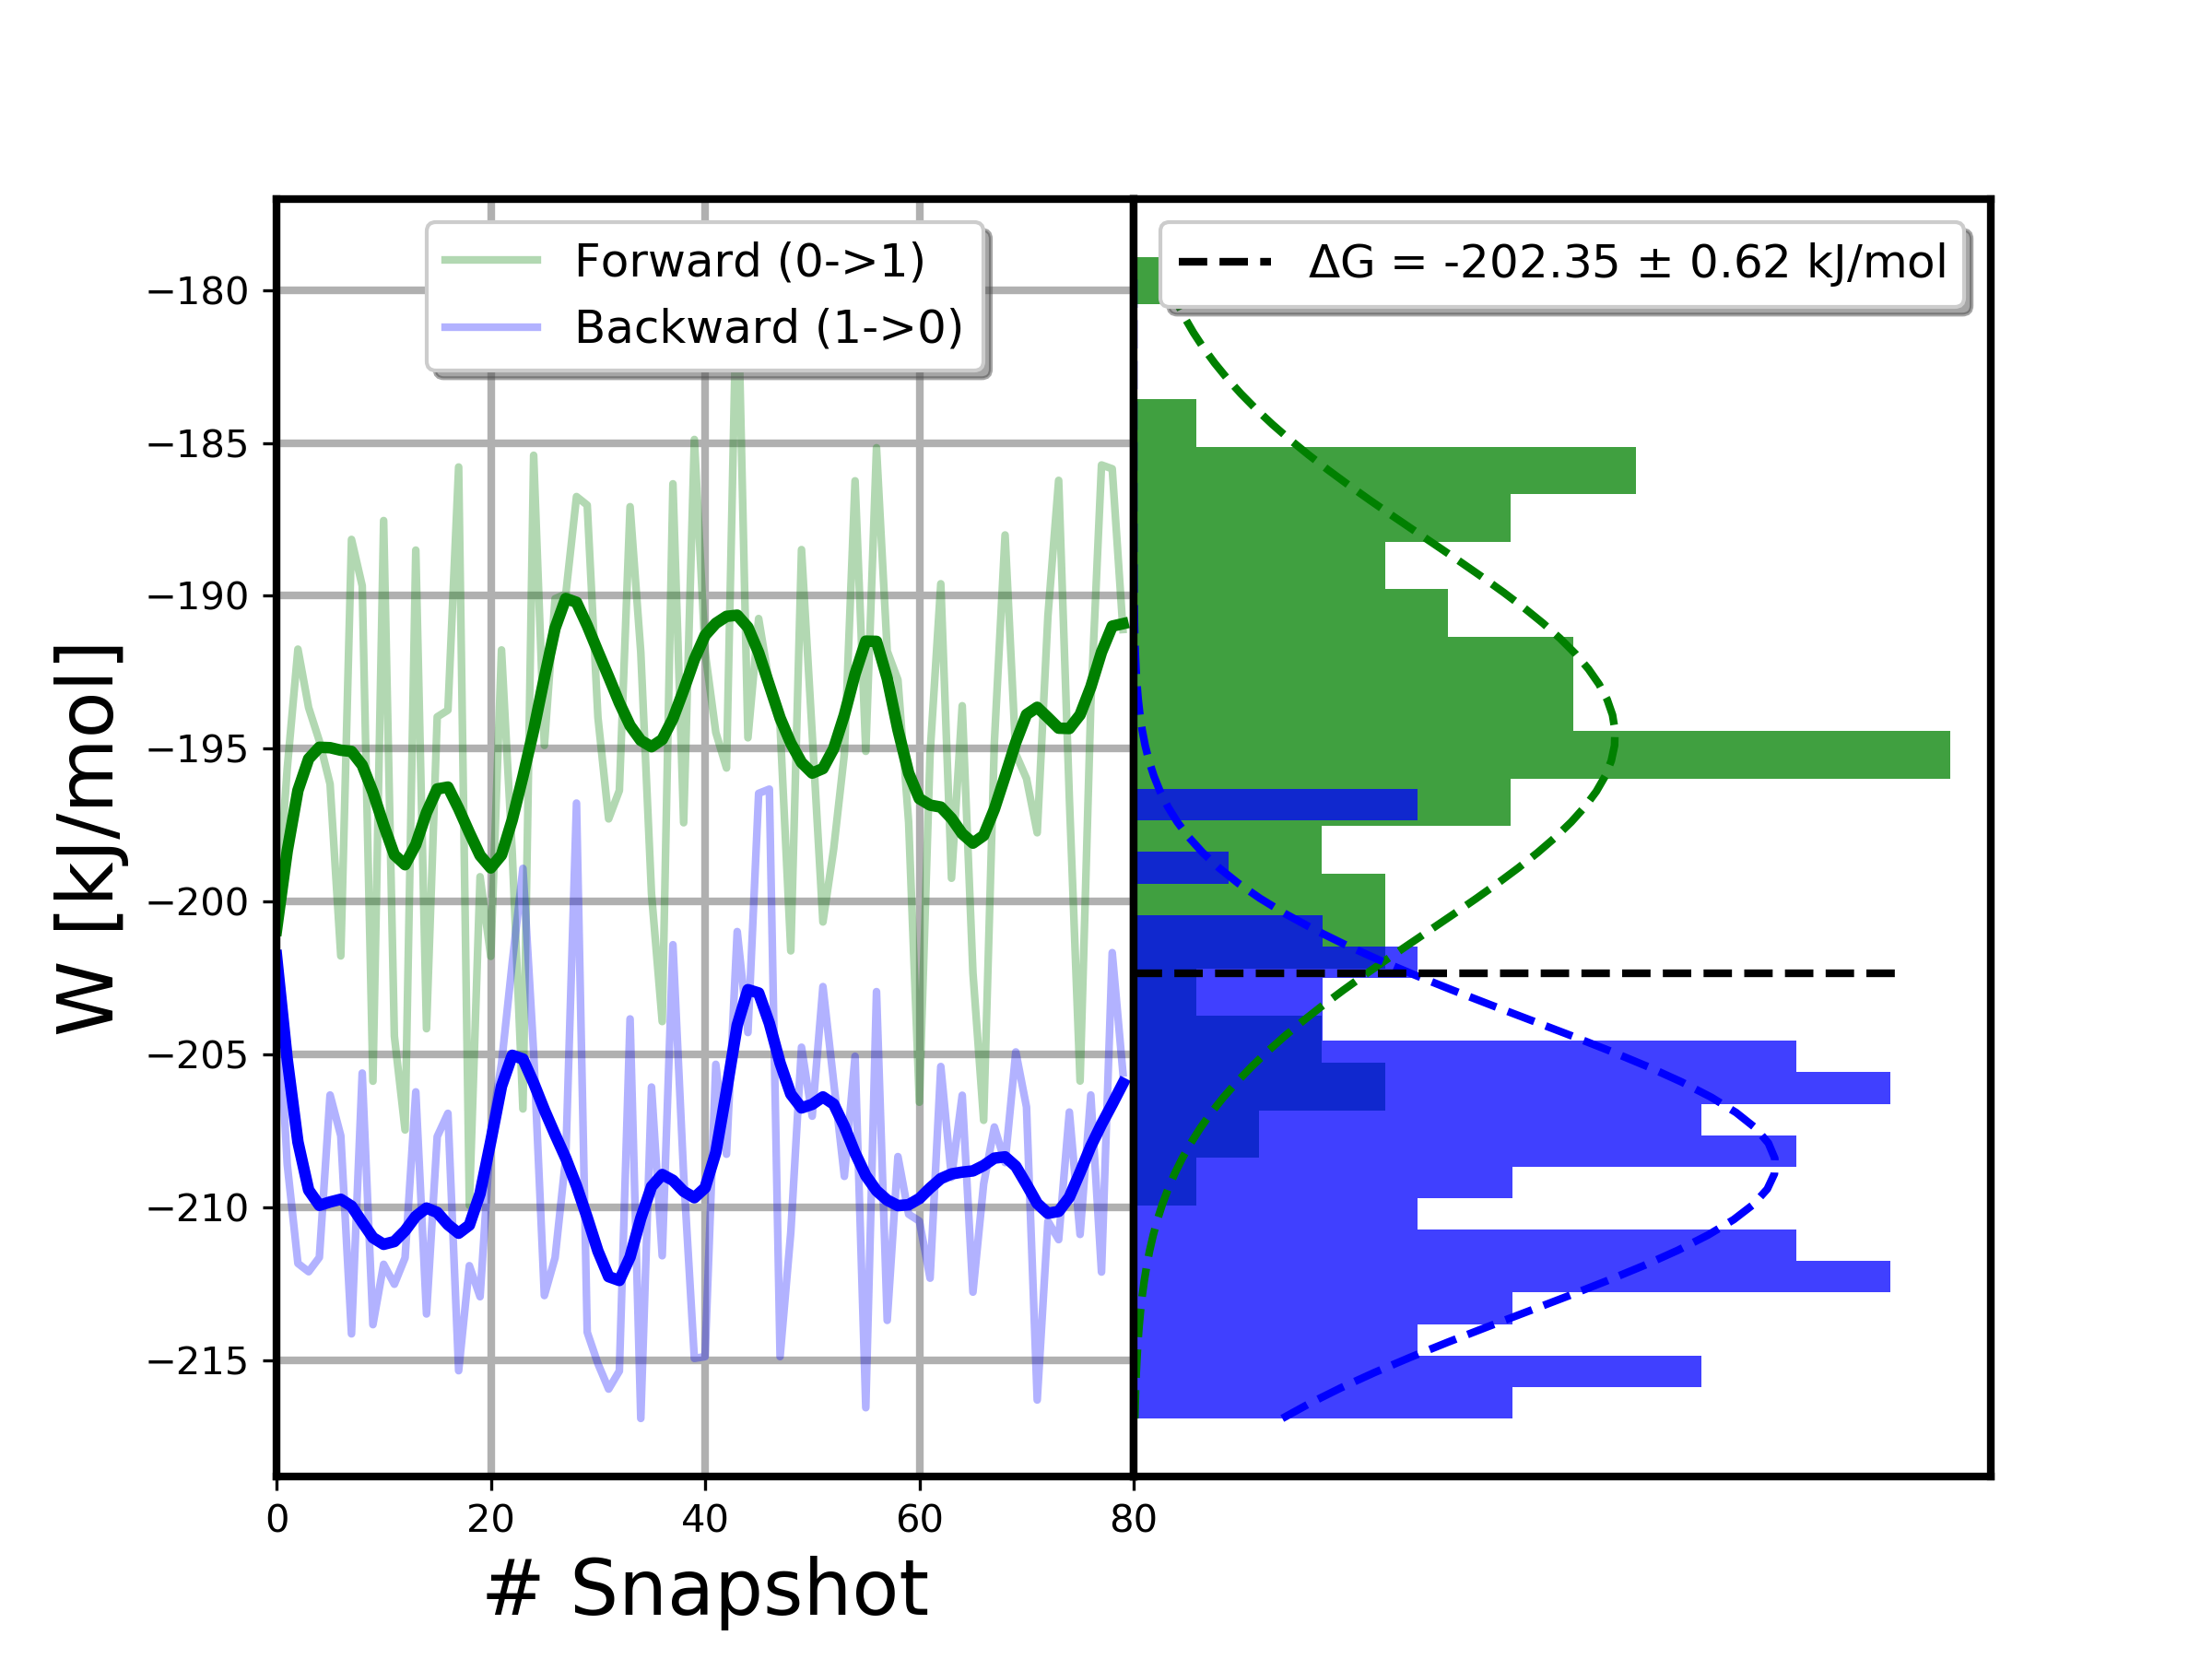 Forward (0->1)
Backward (1->0)
ΔG = -202.35 ± 0.62 kJ/mol
W [kJ/mol]
−180
−185
−190
−195
−200
−205
−210
−215
0 20 40 60 80
# Snapshot